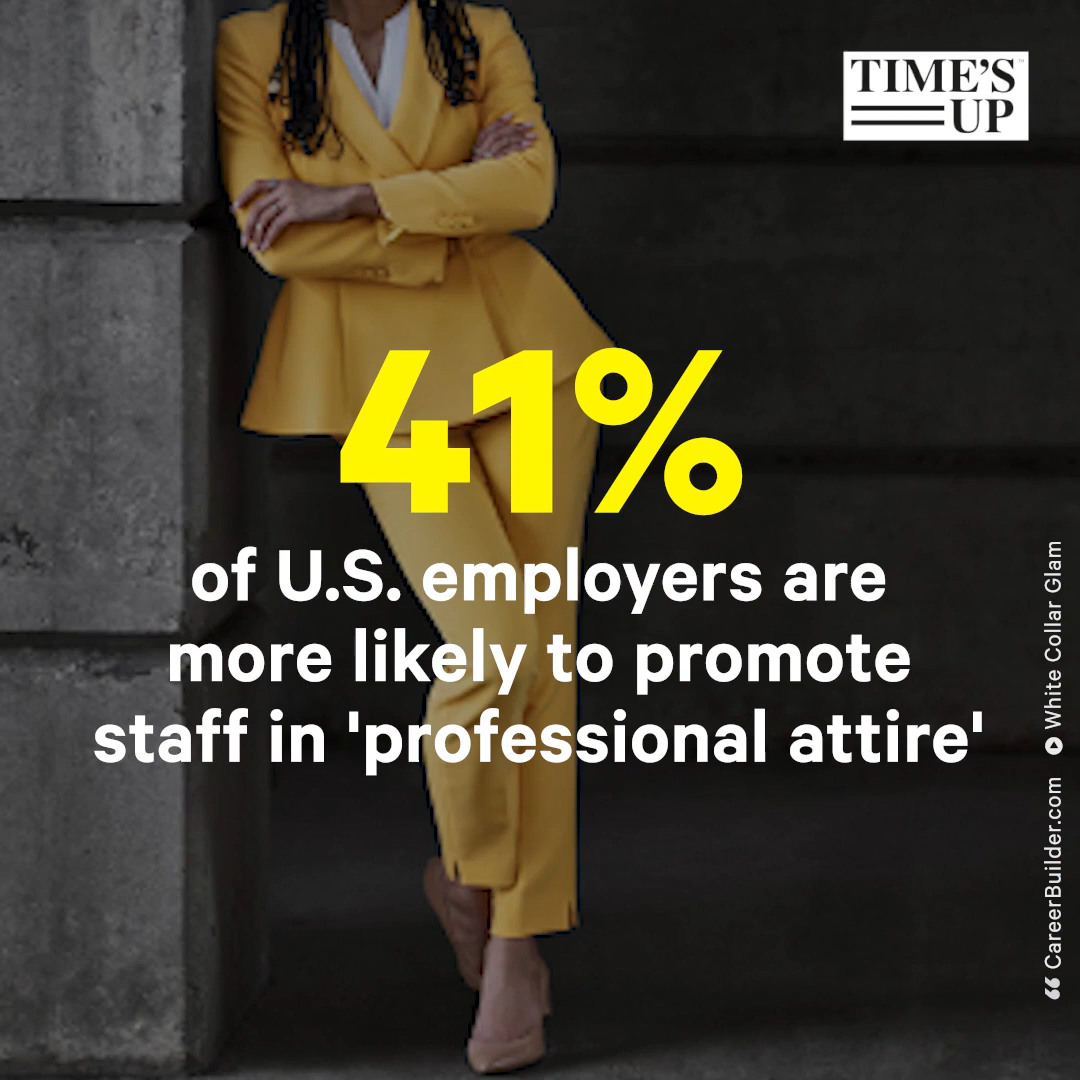 TIME'S
UP
41%
of U.S. employers are
more likely to promote
staff in 'professional attire'
CareerBuilder.com White Collar Glam